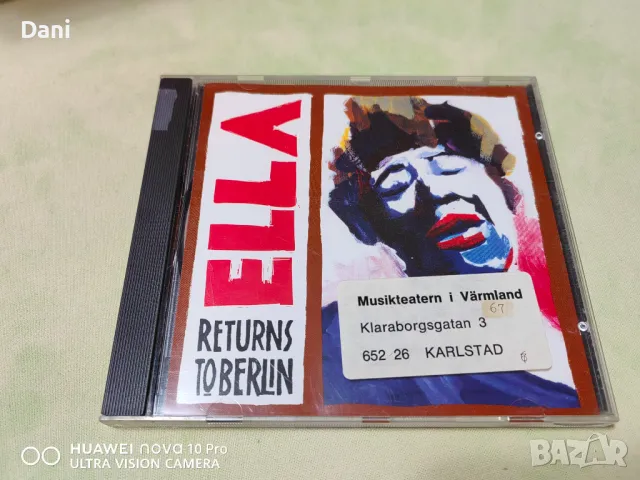 Dani
ELLA
RETURNS
TO BERLIN
Musikteatern i Värmland
67
Klaraborgsgatan 3
652 26 KARLSTAD
HUAWEI nova 10 Pro
ULTRA VISION CAMERA
BAZAR